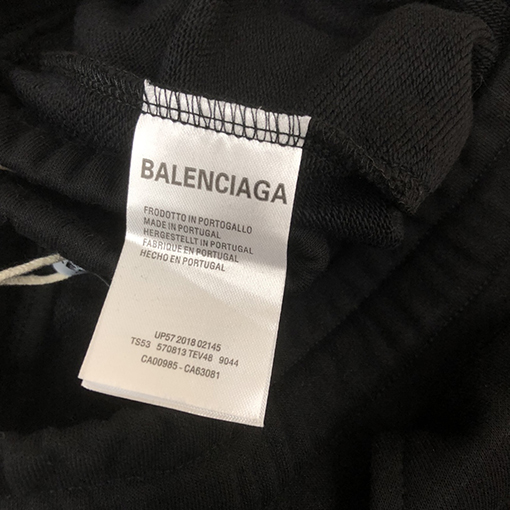 BALENCIAGA
PRODOTTO IN PORTOGALLO
MADE IN PORTUGAL
HERGESTELLT IN PORTUGAL
FABRIQUE EN PORTUGAL
HECHO EN PORTUGAL
UP57 2018 02145
TS53 570813 TEV48 9044
CA00985 - CA63081